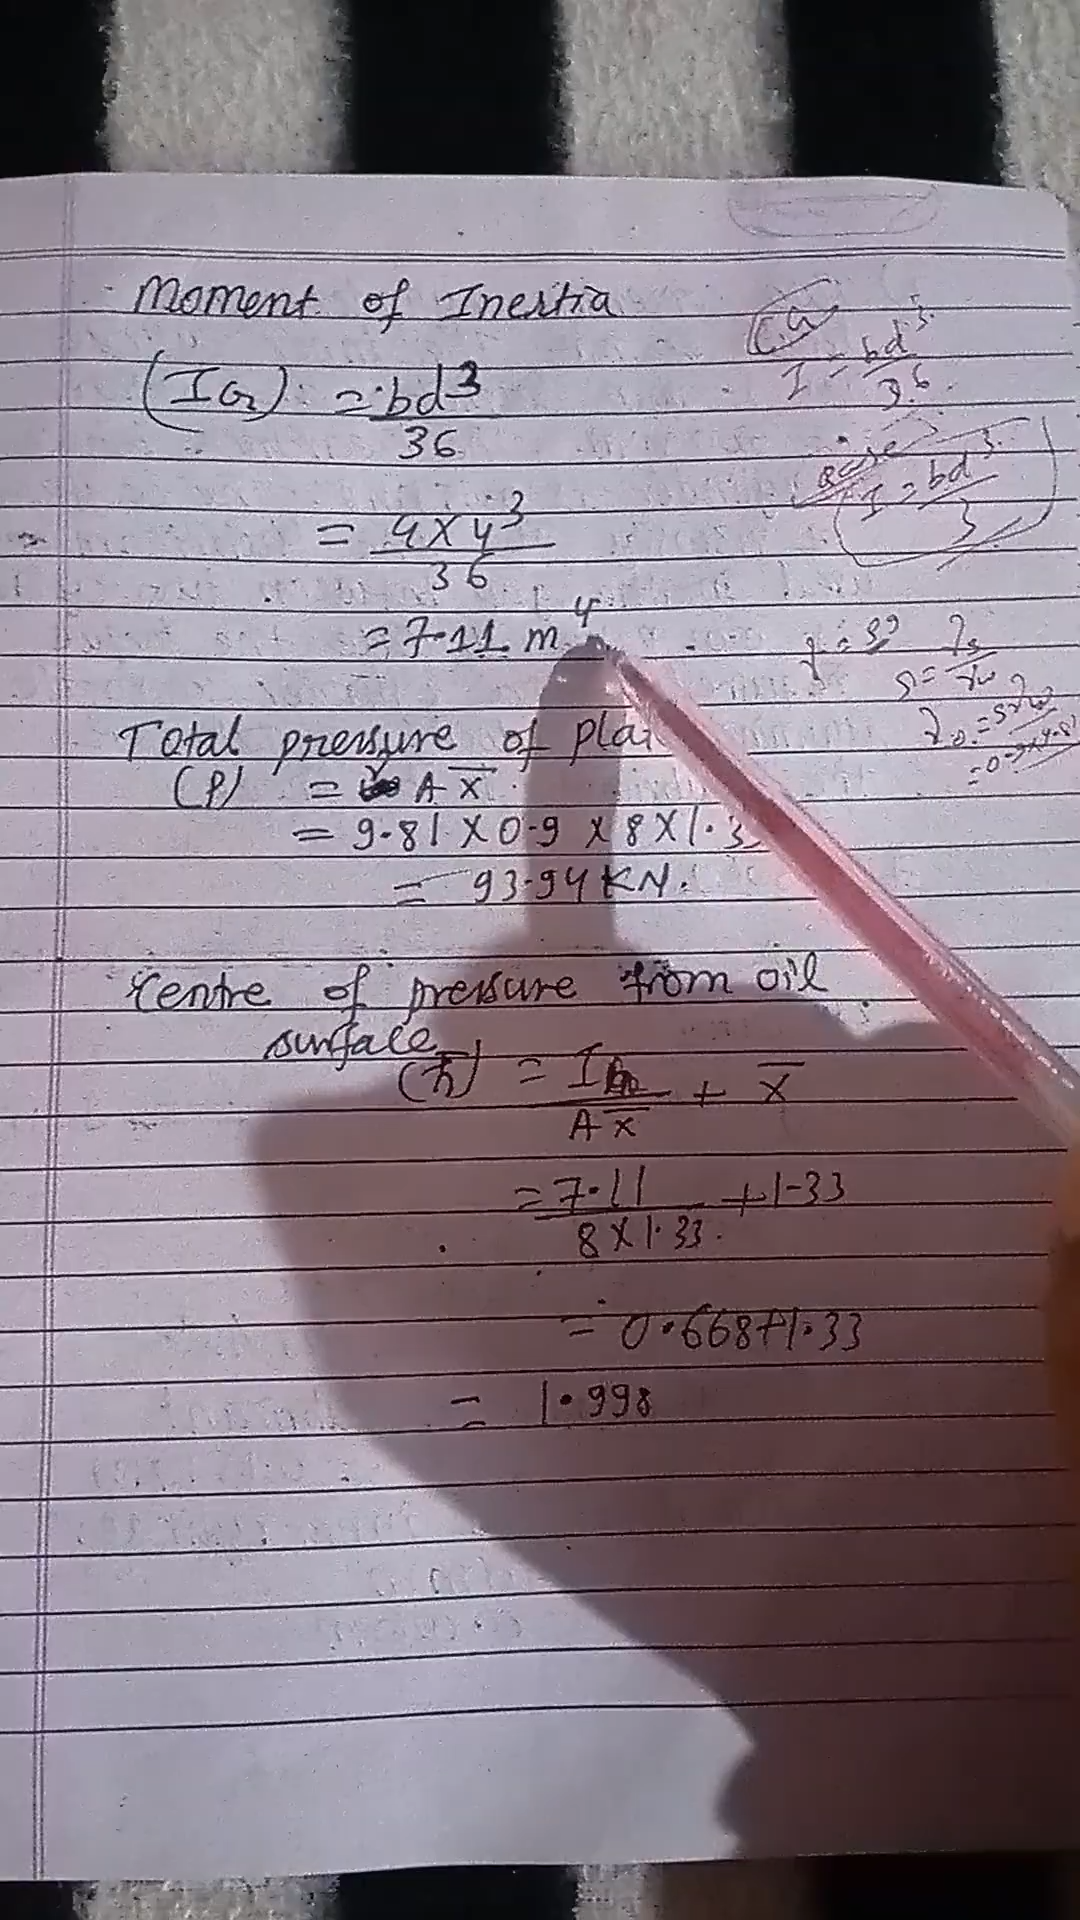 Moment of Inertia
(IG) = bd3
36
= 4 x 43
36
= 7.11 m4
Total pressure of
(P) = A x̄
= 9.81 x 0.9 x 8 x 1.3
= 93.94 KN.
Centre of pressure from oil
surface
(h̄) = I + x̄
A x̄
= 7.11 + 1.33
8 x 1.33.
= 0.668+1.33
= 1.998
CG
I = bd3
36
Base
I = bd3
3